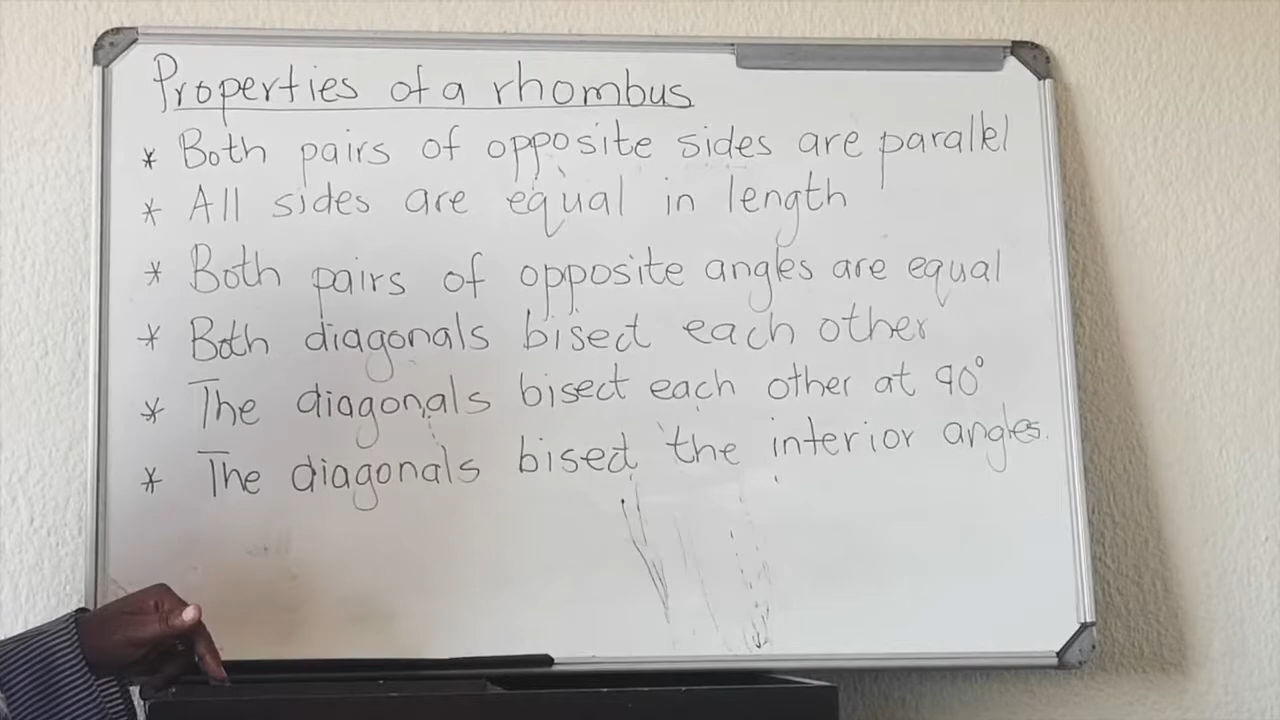 Properties of a rhombus
* Both pairs of opposite sides are parallel
* All sides are equal in length
* Both pairs of opposite angles are equal
* Both diagonals bisect each other
* The diagonals bisect each other at 90°
* The diagonals bisect the interior angles.